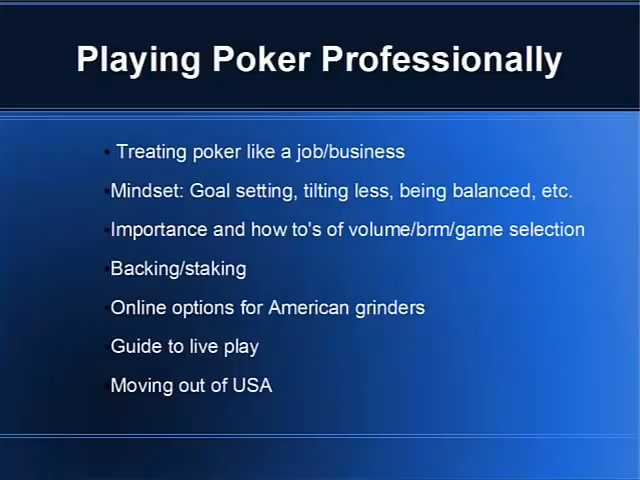 Playing Poker Professionally
• Treating poker like a job/business
•Mindset: Goal setting, tilting less, being balanced, etc.
•Importance and how to's of volume/brm/game selection
•Backing/staking
•Online options for American grinders
•Guide to live play
•Moving out of USA